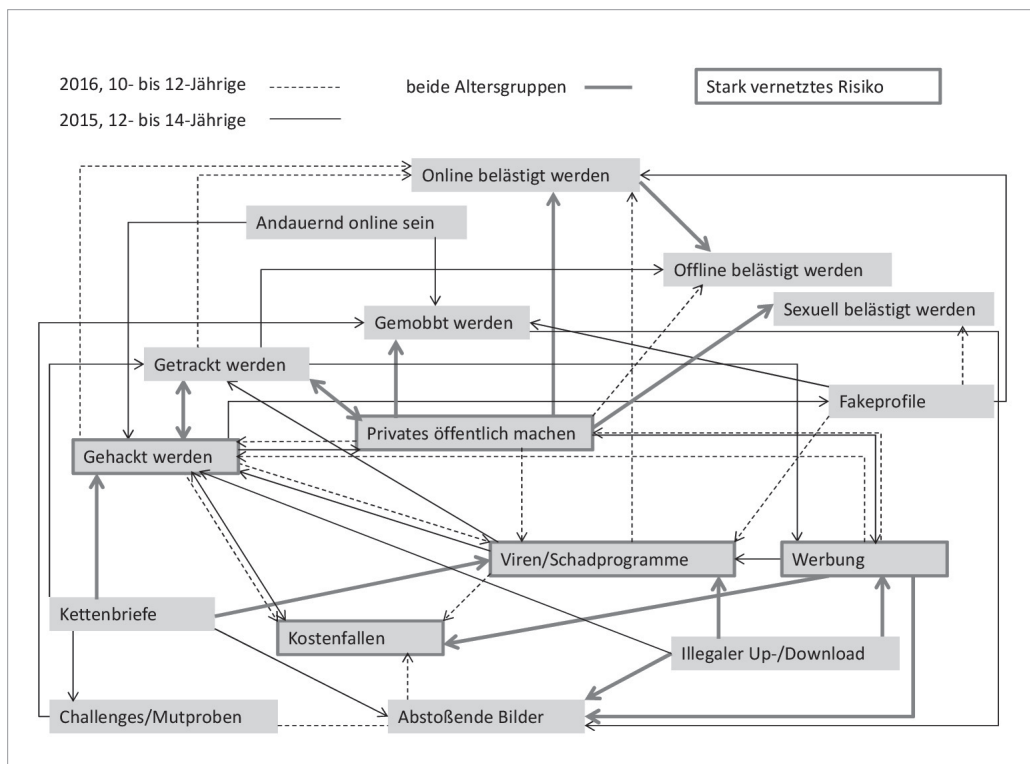 2016, 10- bis 12-Jährige
beide Altersgruppen
Stark vernetztes Risiko
2015, 12- bis 14-Jährige
Online belästigt werden
Andauernd online sein
Offline belästigt werden
Sexuell belästigt werden
Gemobbt werden
Getrackt werden
Fakeprofile
Privates öffentlich machen
Gehackt werden
Viren/Schadprogramme
Werbung
Kettenbriefe
Kostenfallen
Illegaler Up-/Download
Challenges/Mutproben
Abstoßende Bilder